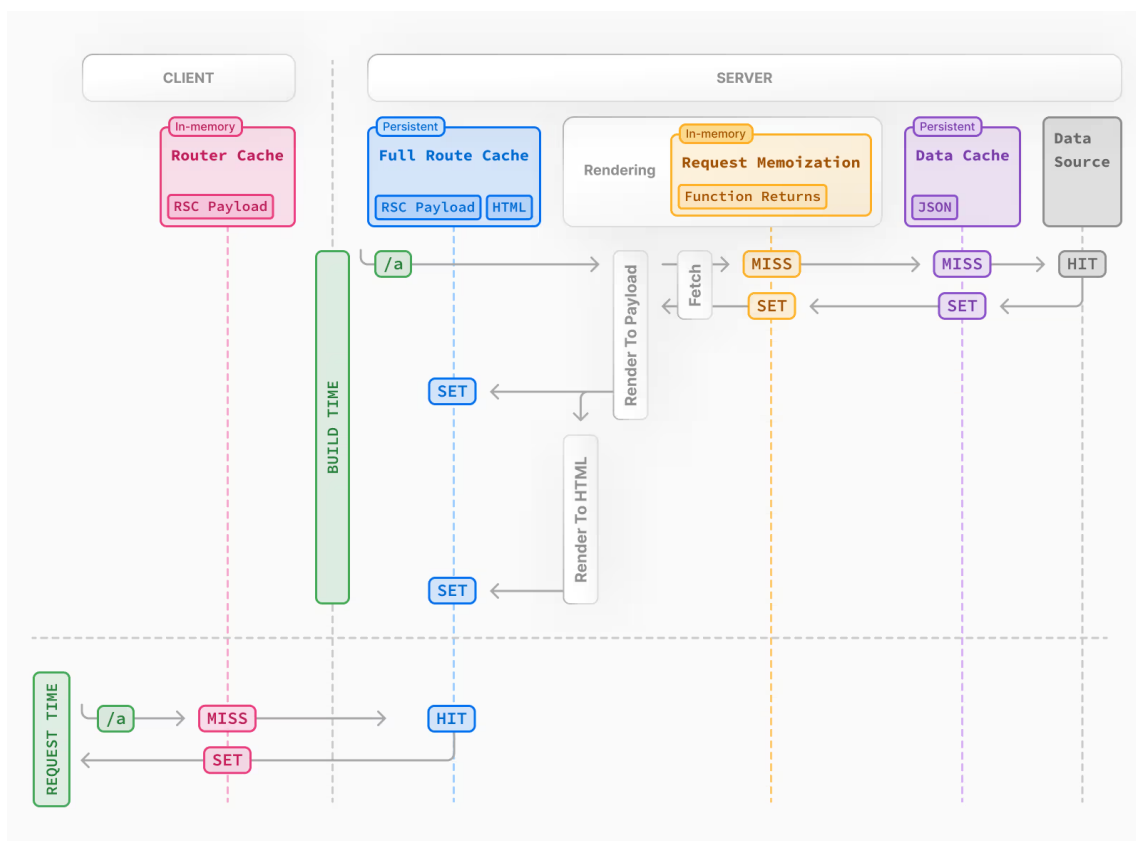 CLIENT
SERVER
In-memory
Router Cache
RSC Payload
Persistent
Full Route Cache
RSC Payload
HTML
Rendering
In-memory
Request Memoization
Function Returns
Persistent
Data Cache
JSON
Data
Source
BUILD TIME
/a
Render To Payload
Fetch
MISS
MISS
HIT
SET
SET
SET
Render To HTML
SET
REQUEST TIME
/a
MISS
HIT
SET